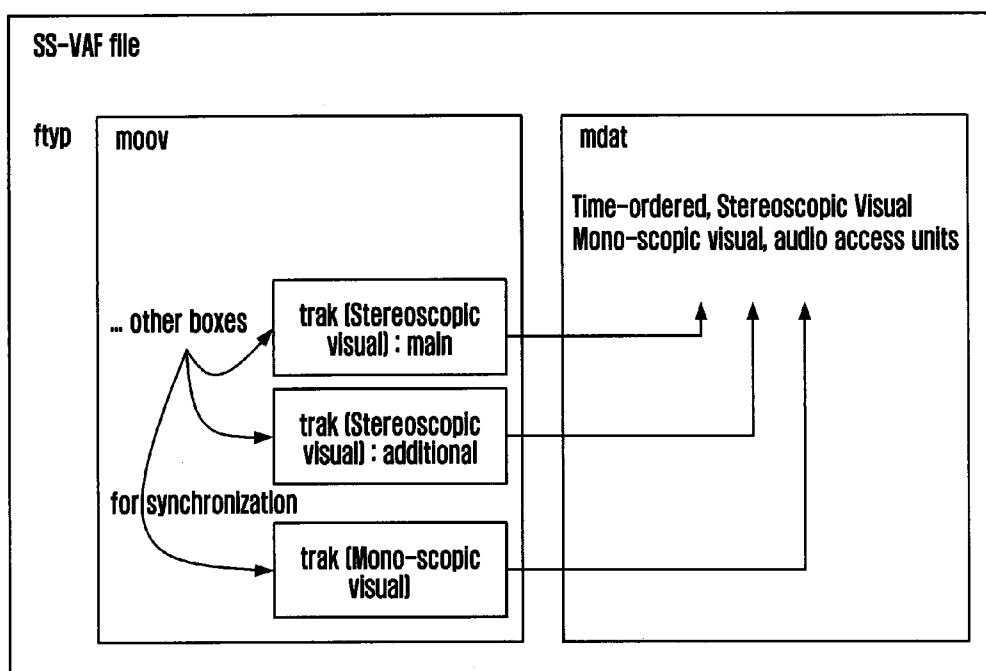 SS-VAF file
ftyp
moov
mdat
Time-ordered, Stereoscopic Visual
Mono-scopic visual, audio access units
... other boxes
trak (Stereoscopic
visual) : main
trak (Stereoscopic
visual) : additional
for synchronization
trak (Mono-scopic
visual)